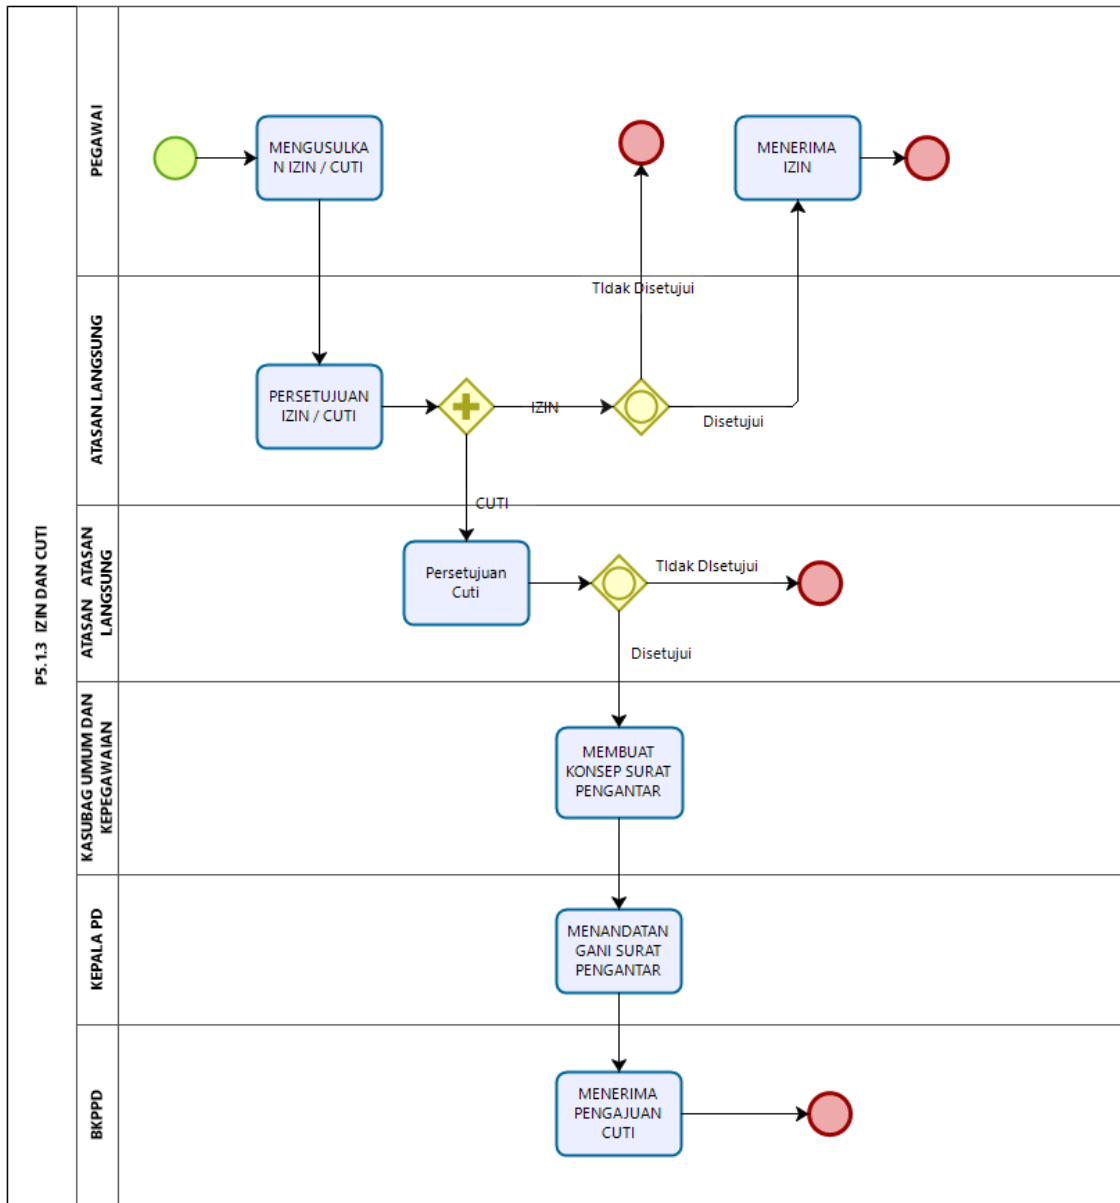 P5.1.3 IZIN DAN CUTI
PEGAWAI
MENGUSULKA
N IZIN / CUTI
MENERIMA
IZIN
TIdak Disetujui
ATASAN LANGSUNG
PERSETUJUAN
IZIN / CUTI
IZIN
Disetujui
CUTI
ATASAN ATASAN
LANGSUNG
Persetujuan
Cuti
TIdak DIsetujui
Disetujui
KASUBAG UMUM DAN
KEPEGAWAIAN
MEMBUAT
KONSEP SURAT
PENGANTAR
KEPALA PD
MENANDATAN
GANI SURAT
PENGANTAR
BKPPD
MENERIMA
PENGAJUAN
CUTI